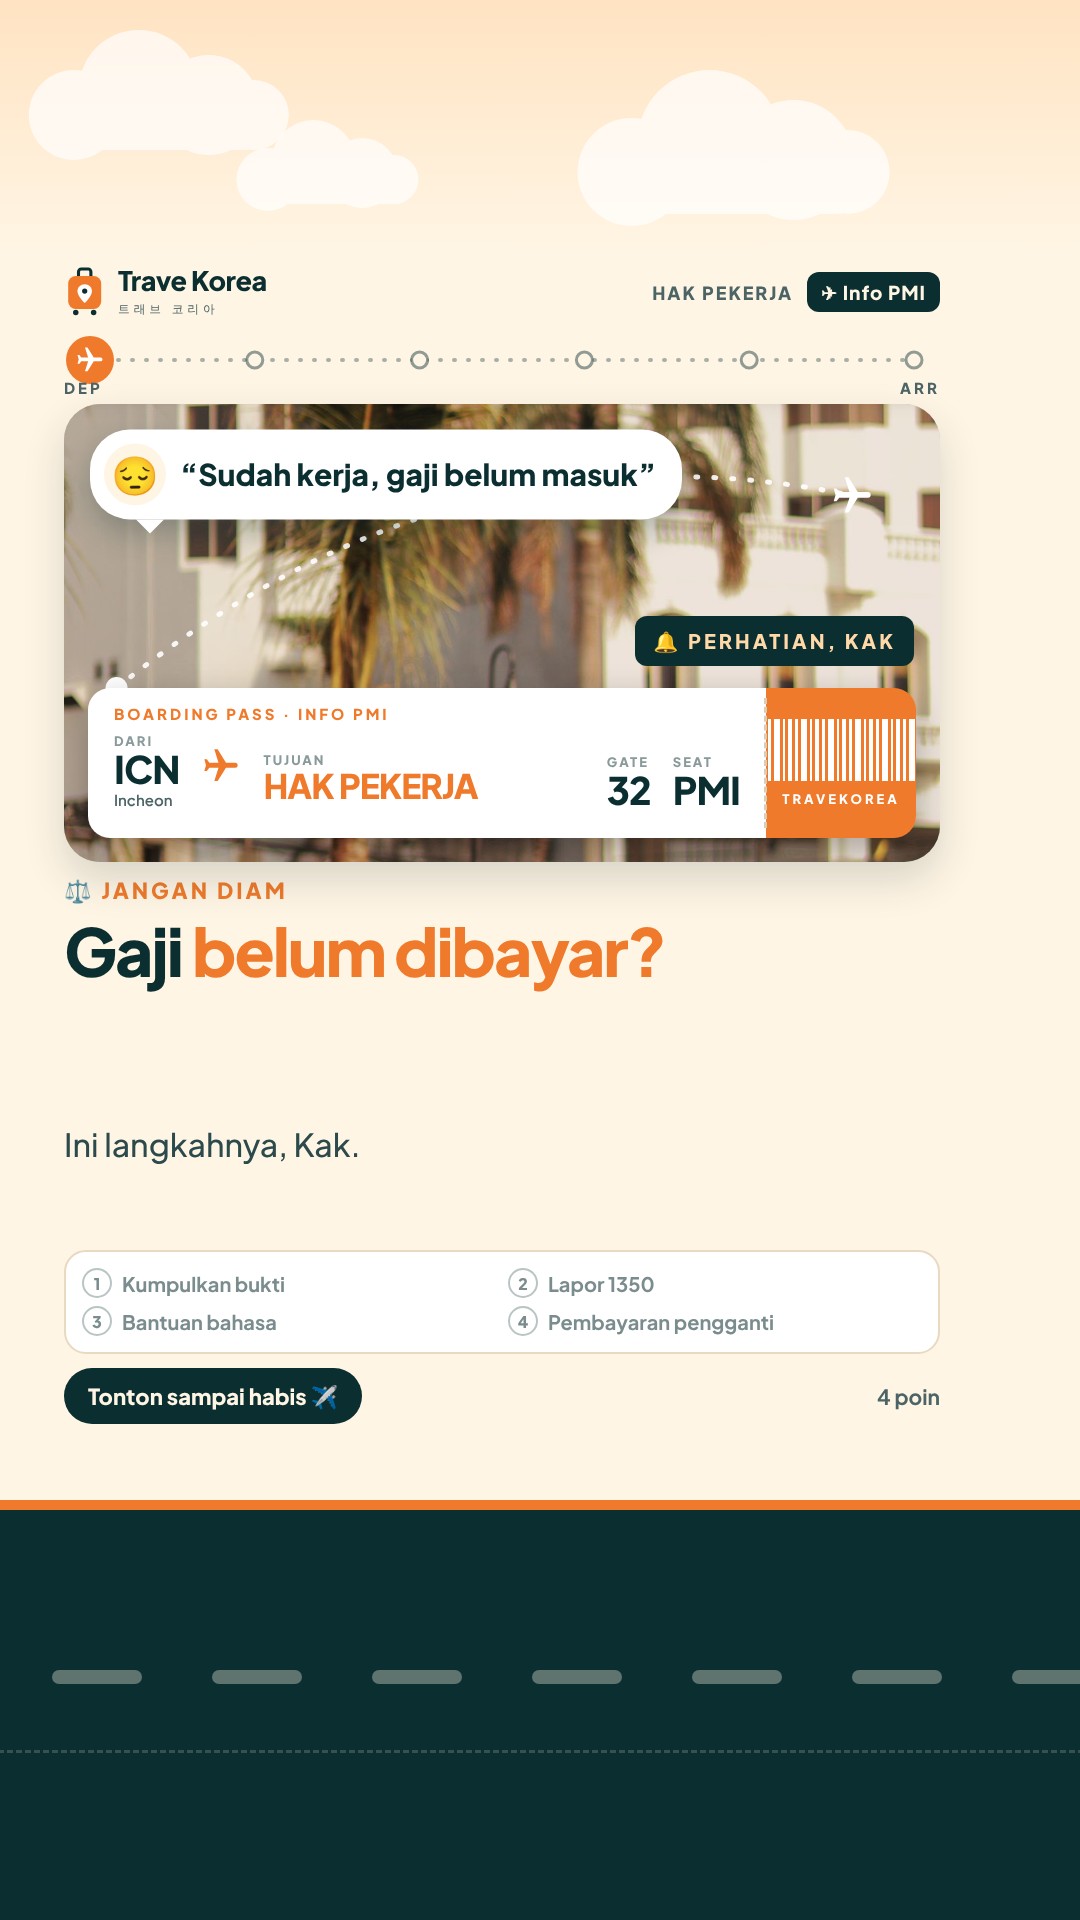 Trave Korea
트래브 코리아
HAK PEKERJA
✈ Info PMI
DEP
ARR
😔 “Sudah kerja, gaji belum masuk”
🔔 PERHATIAN, KAK
BOARDING PASS · INFO PMI
DARI
ICN
Incheon
TUJUAN
HAK PEKERJA
GATE
32
SEAT
PMI
TRAVEKOREA
⚖️ JANGAN DIAM
Gaji belum dibayar?
Ini langkahnya, Kak.
1 Kumpulkan bukti
2 Lapor 1350
3 Bantuan bahasa
4 Pembayaran pengganti
Tonton sampai habis ✈️
4 poin